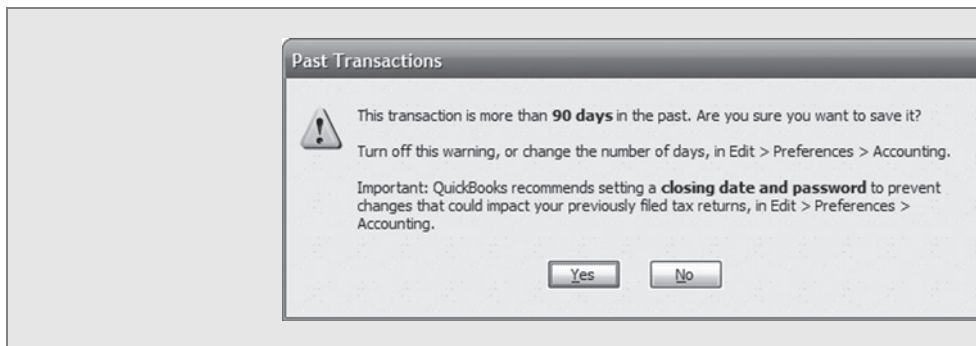 Past Transactions
This transaction is more than 90 days in the past. Are you sure you want to save it?
Turn off this warning, or change the number of days, in Edit > Preferences > Accounting.
Important: QuickBooks recommends setting a closing date and password to prevent
changes that could impact your previously filed tax returns, in Edit > Preferences >
Accounting.
Yes No